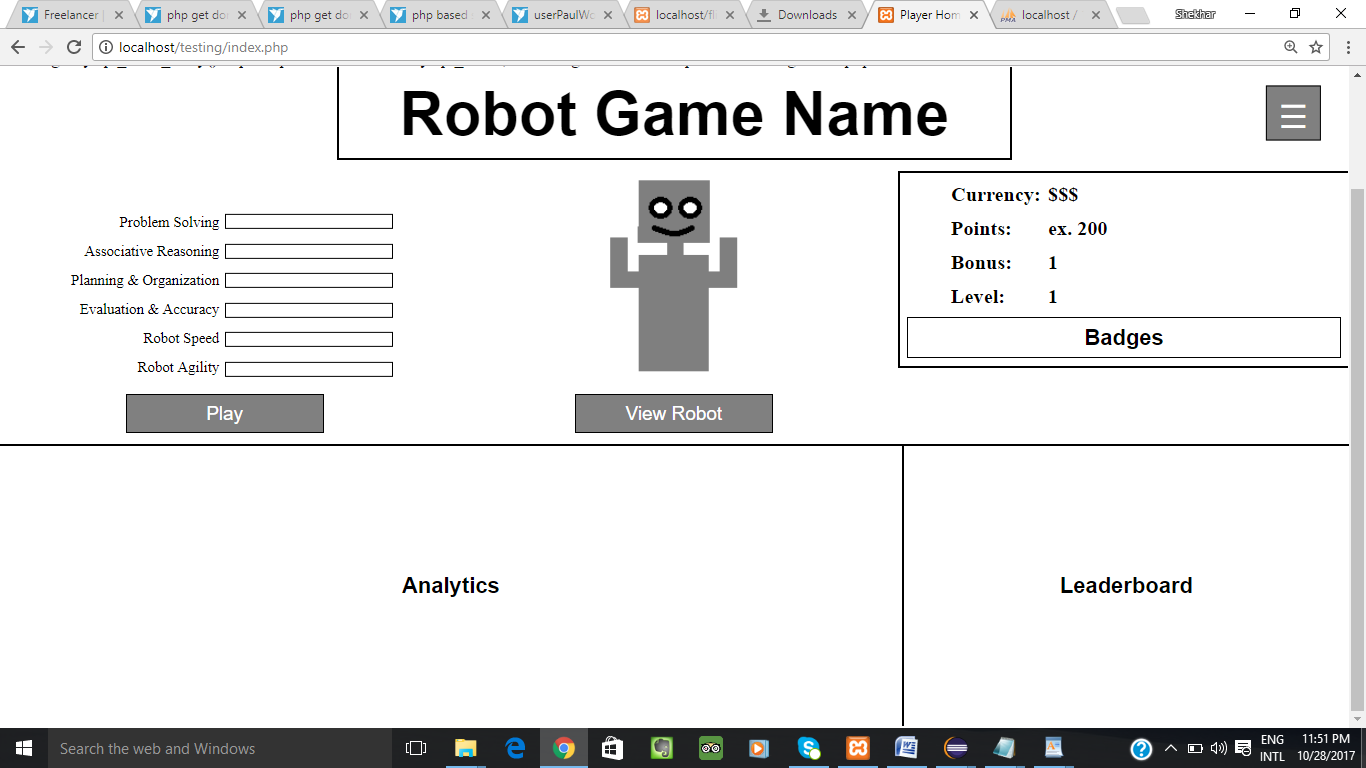 Freelancer
php get do
php get do
php based
userPaulWo
localhost/fl
Downloads
Player Hom
localhost /
Shekhar
localhost/testing/index.php
Robot Game Name
Problem Solving
Associative Reasoning
Planning & Organization
Evaluation & Accuracy
Robot Speed
Robot Agility
Play
View Robot
Currency: $$$
Points: ex. 200
Bonus: 1
Level: 1
Badges
Analytics
Leaderboard
Search the web and Windows
ENG
INTL
11:51 PM
10/28/2017